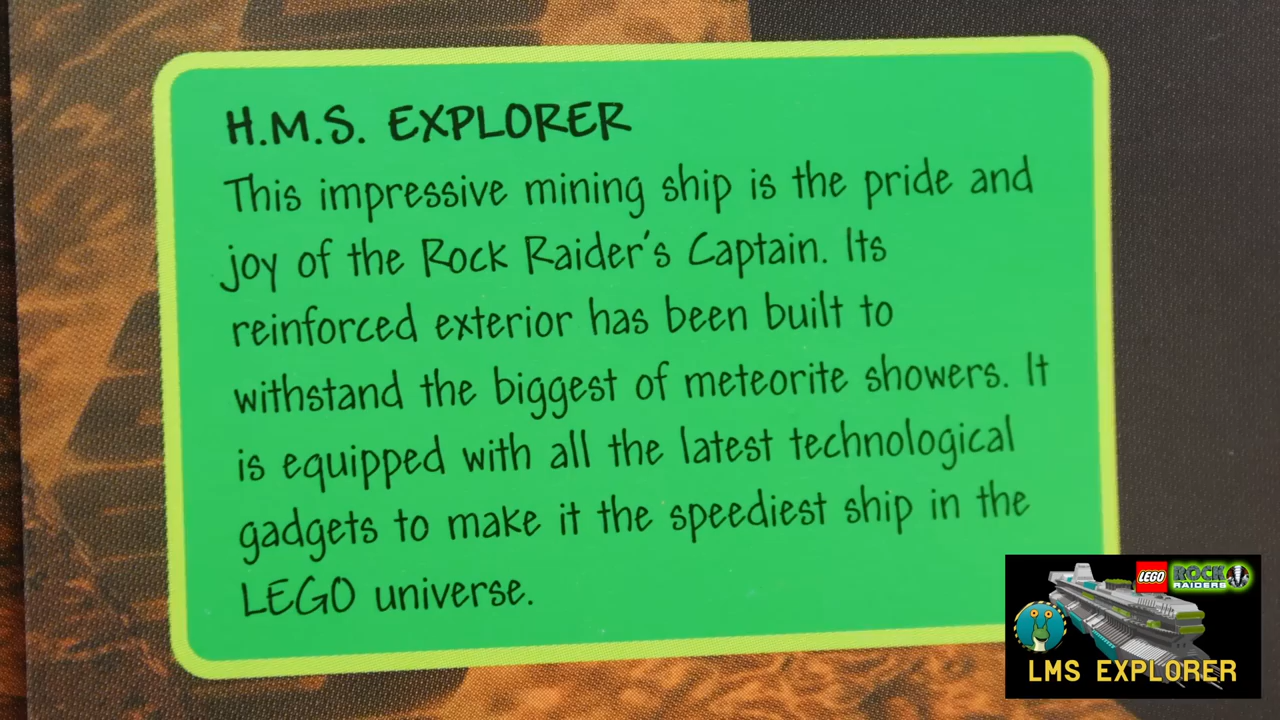 H.M.S. EXPLORER
This impressive mining ship is the pride and
joy of the Rock Raider's Captain. Its
reinforced exterior has been built to
withstand the biggest of meteorite showers. It
is equipped with all the latest technological
gadgets to make it the speediest ship in the
LEGO universe.
LEGO ROCK
RAIDERS
LMS EXPLORER